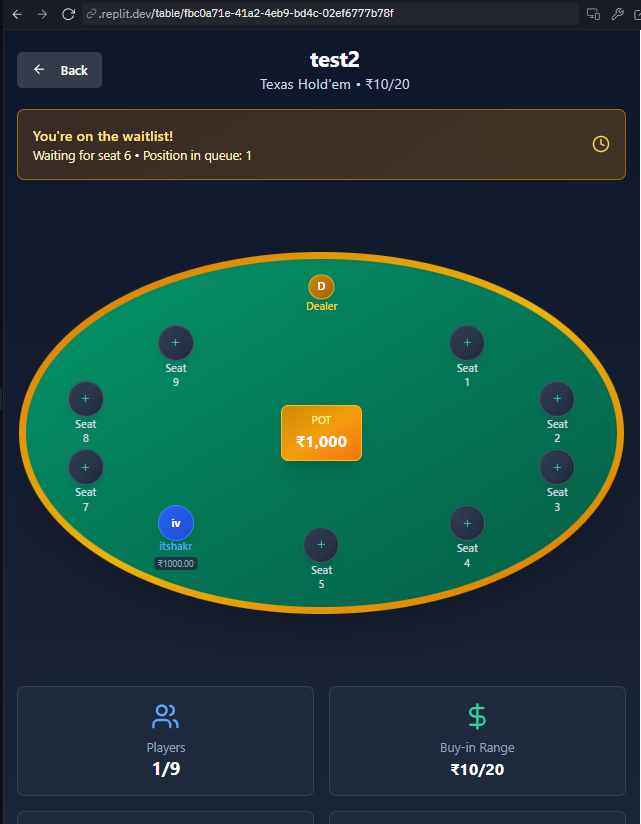 .replit.dev/table/fbc0a71e-41a2-4eb9-bd4c-02ef6777b78f
Back
test2
Texas Hold'em • ₹10/20
You're on the waitlist!
Waiting for seat 6 • Position in queue: 1
D
Dealer
+
Seat
9
+
Seat
1
+
Seat
8
+
Seat
2
POT
₹1,000
+
Seat
7
+
Seat
3
iv
itshakr
₹1000.00
+
Seat
5
+
Seat
4
Players
1/9
$
Buy-in Range
₹10/20